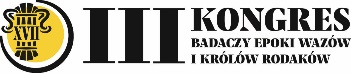 XVII
III
KONGRES
BADACZY EPOKI WAZÓW
I KRÓLÓW RODAKÓW